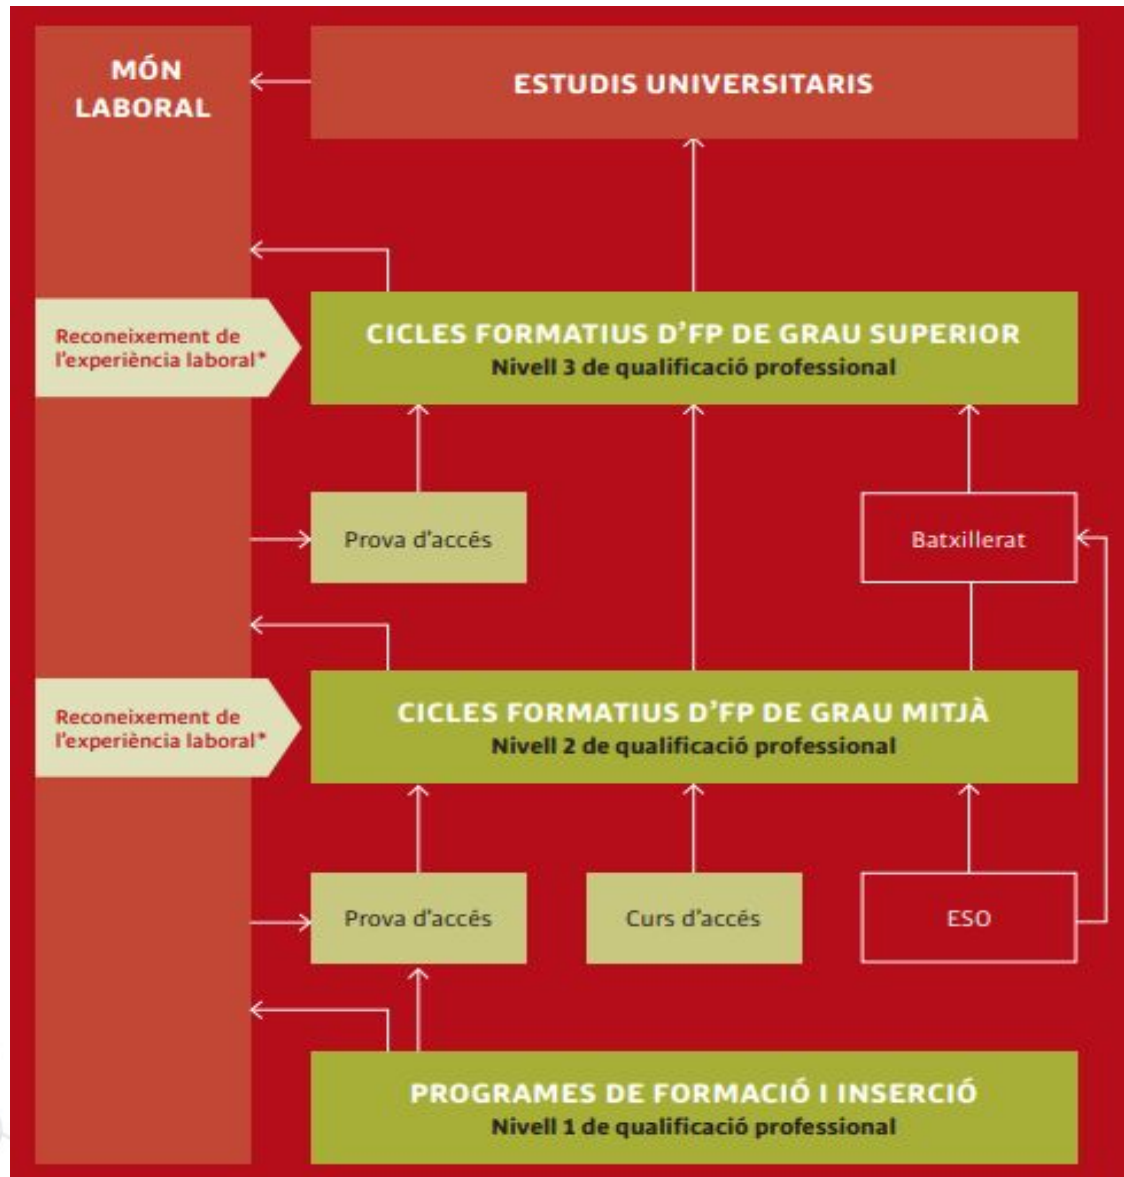 MÓN
LABORAL
ESTUDIS UNIVERSITARIS
Reconeixement de
l'experiència laboral*
CICLES FORMATIUS D'FP DE GRAU SUPERIOR
Nivell 3 de qualificació professional
Prova d'accés
Batxillerat
Reconeixement de
l'experiència laboral*
CICLES FORMATIUS D'FP DE GRAU MITJÀ
Nivell 2 de qualificació professional
Prova d'accés
Curs d'accés
ESO
PROGRAMES DE FORMACIÓ I INSERCIÓ
Nivell 1 de qualificació professional